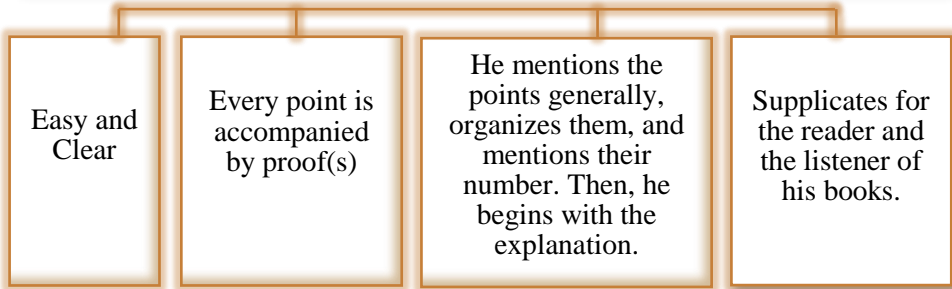 Easy and
Clear
Every point is
accompanied
by proof(s)
He mentions the
points generally,
organizes them, and
mentions their
number. Then, he
begins with the
explanation.
Supplicates for
the reader and
the listener of
his books.